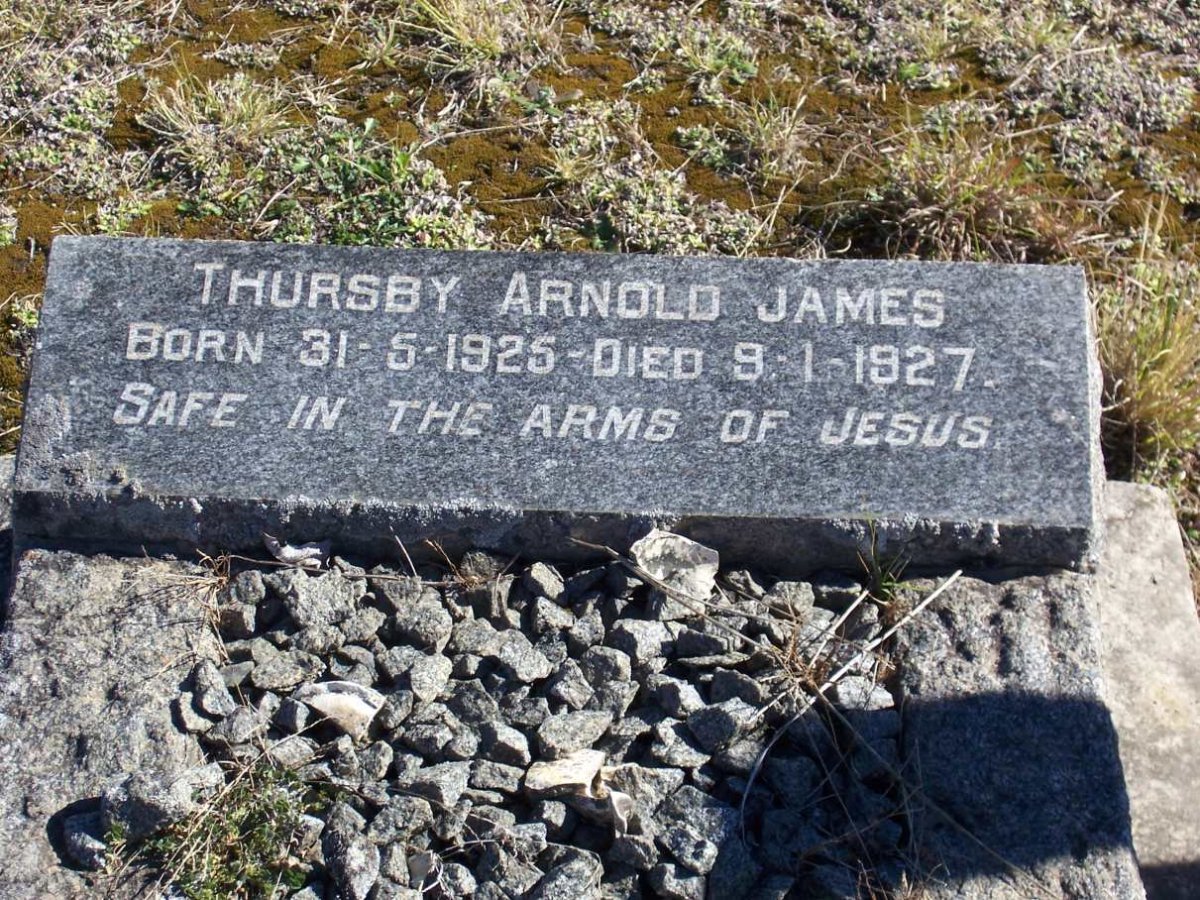 THURSBY ARNOLD JAMES
BORN 31-5-1925-DIED 9-1-1927.
SAFE IN THE ARMS OF JESUS.